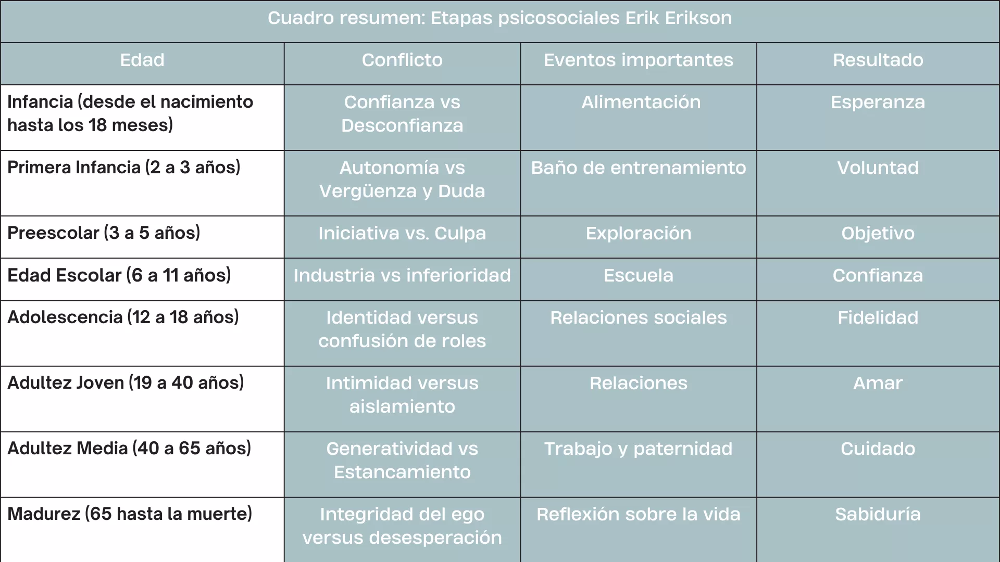 Cuadro resumen: Etapas psicosociales Erik Erikson
Edad
Conflicto
Eventos importantes
Resultado
Infancia (desde el nacimiento
hasta los 18 meses)
Confianza vs
Desconfianza
Alimentación
Esperanza
Primera Infancia (2 a 3 años)
Autonomía vs
Vergüenza y Duda
Baño de entrenamiento
Voluntad
Preescolar (3 a 5 años)
Iniciativa vs. Culpa
Exploración
Objetivo
Edad Escolar (6 a 11 años)
Industria vs inferioridad
Escuela
Confianza
Adolescencia (12 a 18 años)
Identidad versus
confusión de roles
Relaciones sociales
Fidelidad
Adultez Joven (19 a 40 años)
Intimidad versus
aislamiento
Relaciones
Amar
Adultez Media (40 a 65 años)
Generatividad vs
Estancamiento
Trabajo y paternidad
Cuidado
Madurez (65 hasta la muerte)
Integridad del ego
versus desesperación
Reflexión sobre la vida
Sabiduría